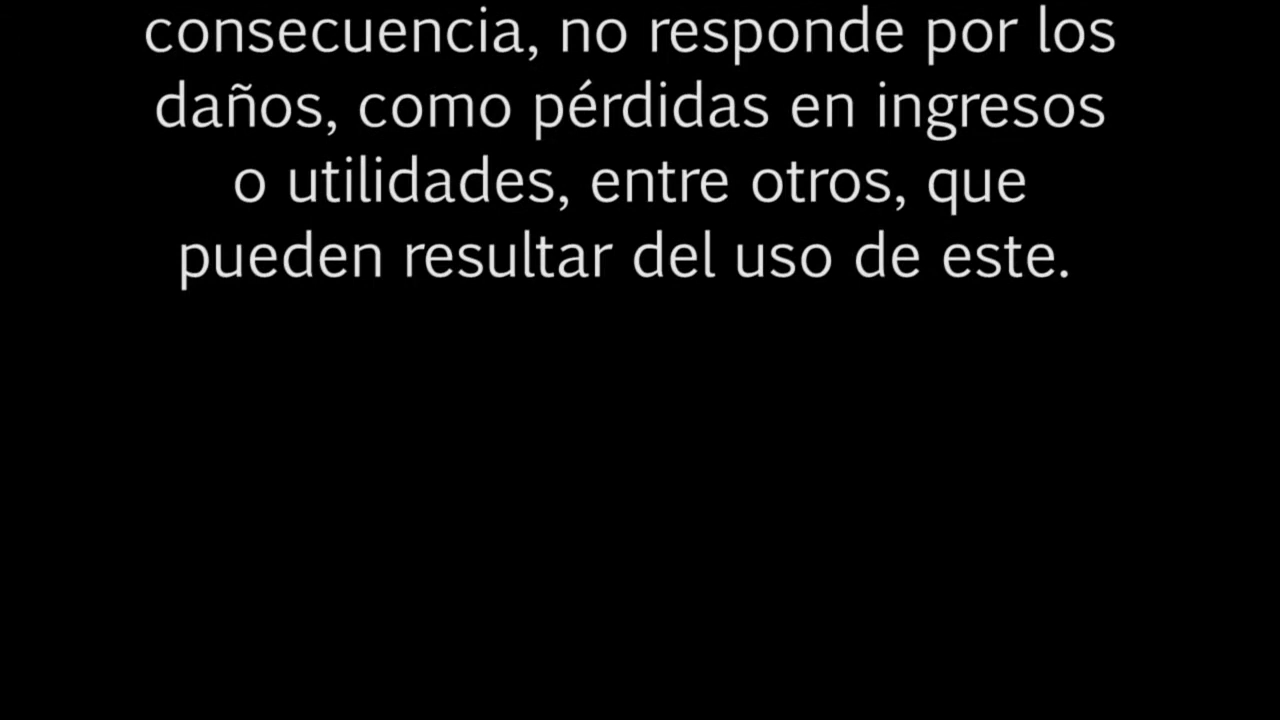 consecuencia, no responde por los
daños, como pérdidas en ingresos
o utilidades, entre otros, que
pueden resultar del uso de este.